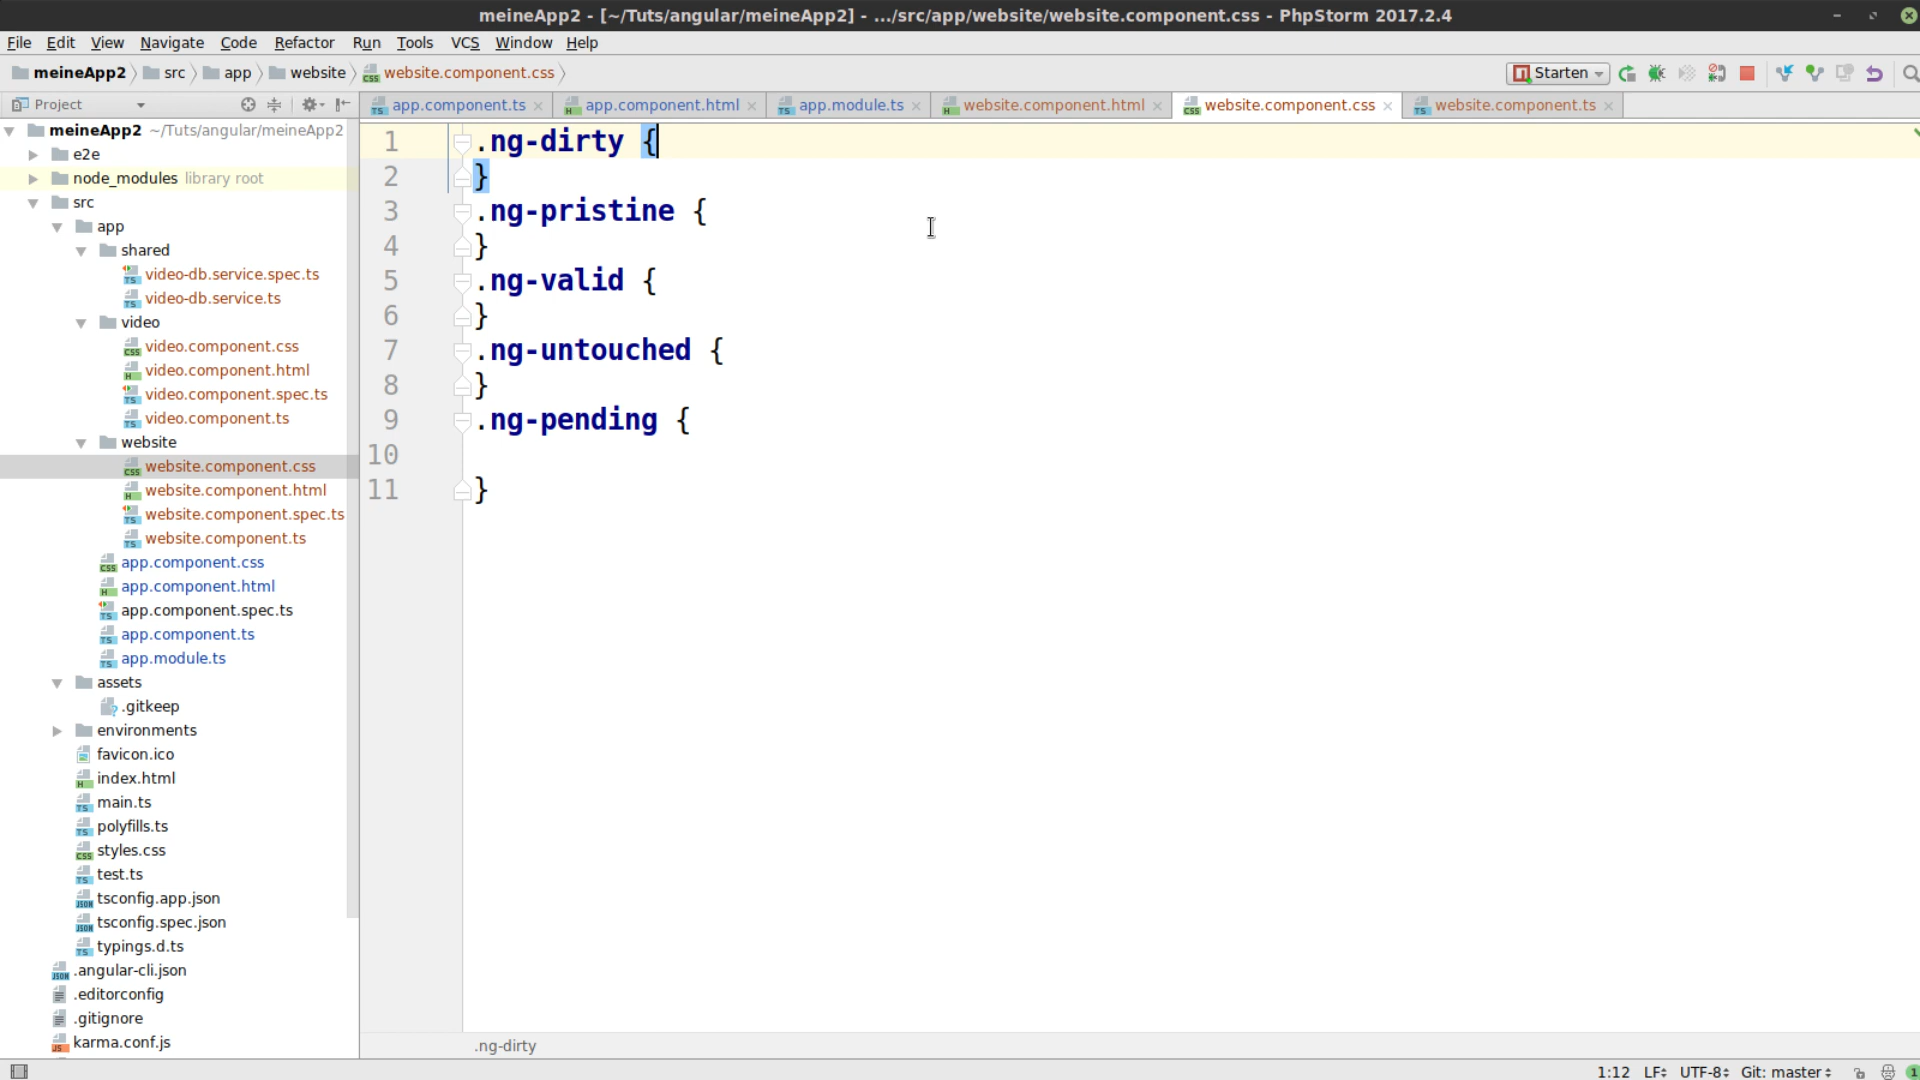 meineApp2 - [~/Tuts/angular/meineApp2] - .../src/app/website/website.component.css - PhpStorm 2017.2.4
File Edit View Navigate Code Refactor Run Tools VCS Window Help
meineApp2 src app website website.component.css Starten
Project
app.component.ts app.component.html app.module.ts website.component.html website.component.css website.component.ts
meineApp2 ~/Tuts/angular/meineApp2
e2e
node_modules library root
src
app
shared
video-db.service.spec.ts
video-db.service.ts
video
video.component.css
video.component.html
video.component.spec.ts
video.component.ts
website
website.component.css
website.component.html
website.component.spec.ts
website.component.ts
app.component.css
app.component.html
app.component.spec.ts
app.component.ts
app.module.ts
assets
.gitkeep
environments
favicon.ico
index.html
main.ts
polyfills.ts
styles.css
test.ts
tsconfig.app.json
tsconfig.spec.json
typings.d.ts
.angular-cli.json
.editorconfig
.gitignore
karma.conf.js
1 .ng-dirty {
2 }
3 .ng-pristine {
4 }
5 .ng-valid {
6 }
7 .ng-untouched {
8 }
9 .ng-pending {
10
11 }
.ng-dirty
1:12 LF UTF-8 Git: master 1